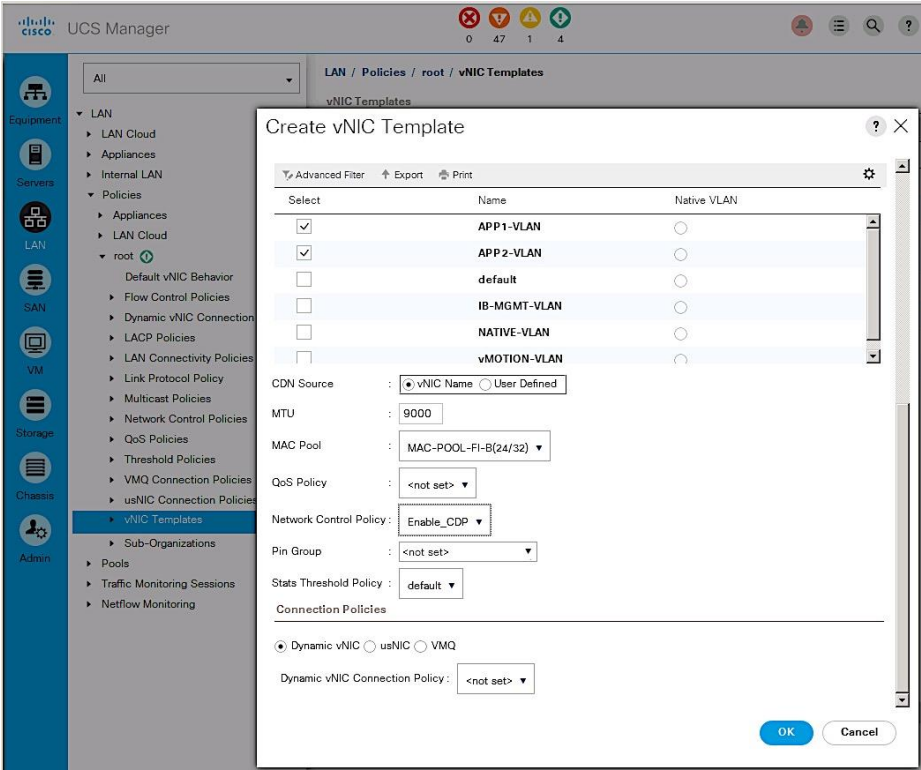 cisco UCS Manager
0 47 1 4
?
Equipment
Servers
LAN
SAN
VM
Storage
Chassis
Admin
All
LAN
LAN Cloud
Appliances
Internal LAN
Policies
Appliances
LAN Cloud
root
Default vNIC Behavior
Flow Control Policies
Dynamic vNIC Connection
LACP Policies
LAN Connectivity Policies
Link Protocol Policy
Multicast Policies
Network Control Policies
QoS Policies
Threshold Policies
VMQ Connection Policies
usNIC Connection Policies
vNIC Templates
Sub-Organizations
Pools
Traffic Monitoring Sessions
Netflow Monitoring
LAN / Policies / root / vNIC Templates
vNIC Templates
Create vNIC Template ?
Advanced Filter Export Print
Select Name Native VLAN
APP1-VLAN
APP2-VLAN
default
IB-MGMT-VLAN
NATIVE-VLAN
vMOTION-VLAN
CDN Source : vNIC Name User Defined
MTU : 9000
MAC Pool : MAC-POOL-FI-B(24/32)
QoS Policy : <not set>
Network Control Policy : Enable_CDP
Pin Group : <not set>
Stats Threshold Policy : default
Connection Policies
Dynamic vNIC usNIC VMQ
Dynamic vNIC Connection Policy : <not set>
OK Cancel